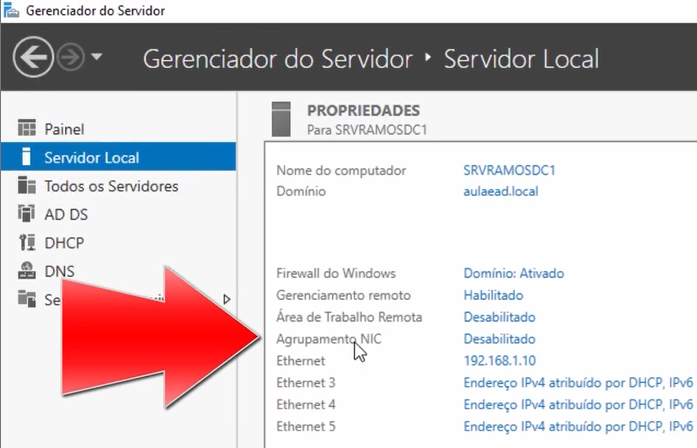 Gerenciador do Servidor
Gerenciador do Servidor ‣ Servidor Local
Painel
Servidor Local
Todos os Servidores
AD DS
DHCP
DNS
PROPRIEDADES
Para SRVRAMOSDC1
Nome do computador SRVRAMOSDC1
Domínio aulaead.local
Firewall do Windows Domínio: Ativado
Gerenciamento remoto Habilitado
Área de Trabalho Remota Desabilitado
Agrupamento NIC Desabilitado
Ethernet 192.168.1.10
Ethernet 3 Endereço IPv4 atribuído por DHCP, IPv6
Ethernet 4 Endereço IPv4 atribuído por DHCP, IPv6
Ethernet 5 Endereço IPv4 atribuído por DHCP, IPv6